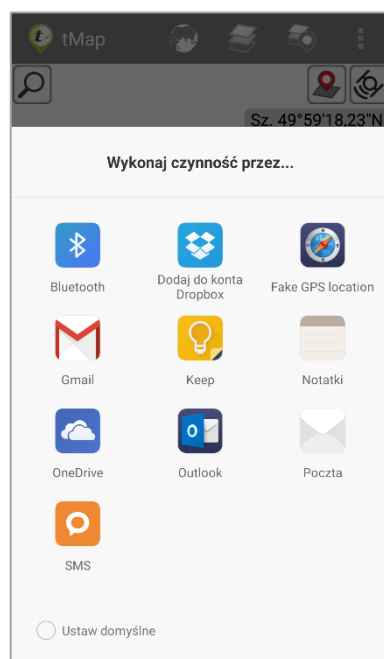 tMap
Sz. 49°59'18,23"N
Wykonaj czynność przez...
Bluetooth
Dodaj do konta
Dropbox
Fake GPS location
Gmail
Keep
Notatki
OneDrive
Outlook
Poczta
SMS
Ustaw domyślne